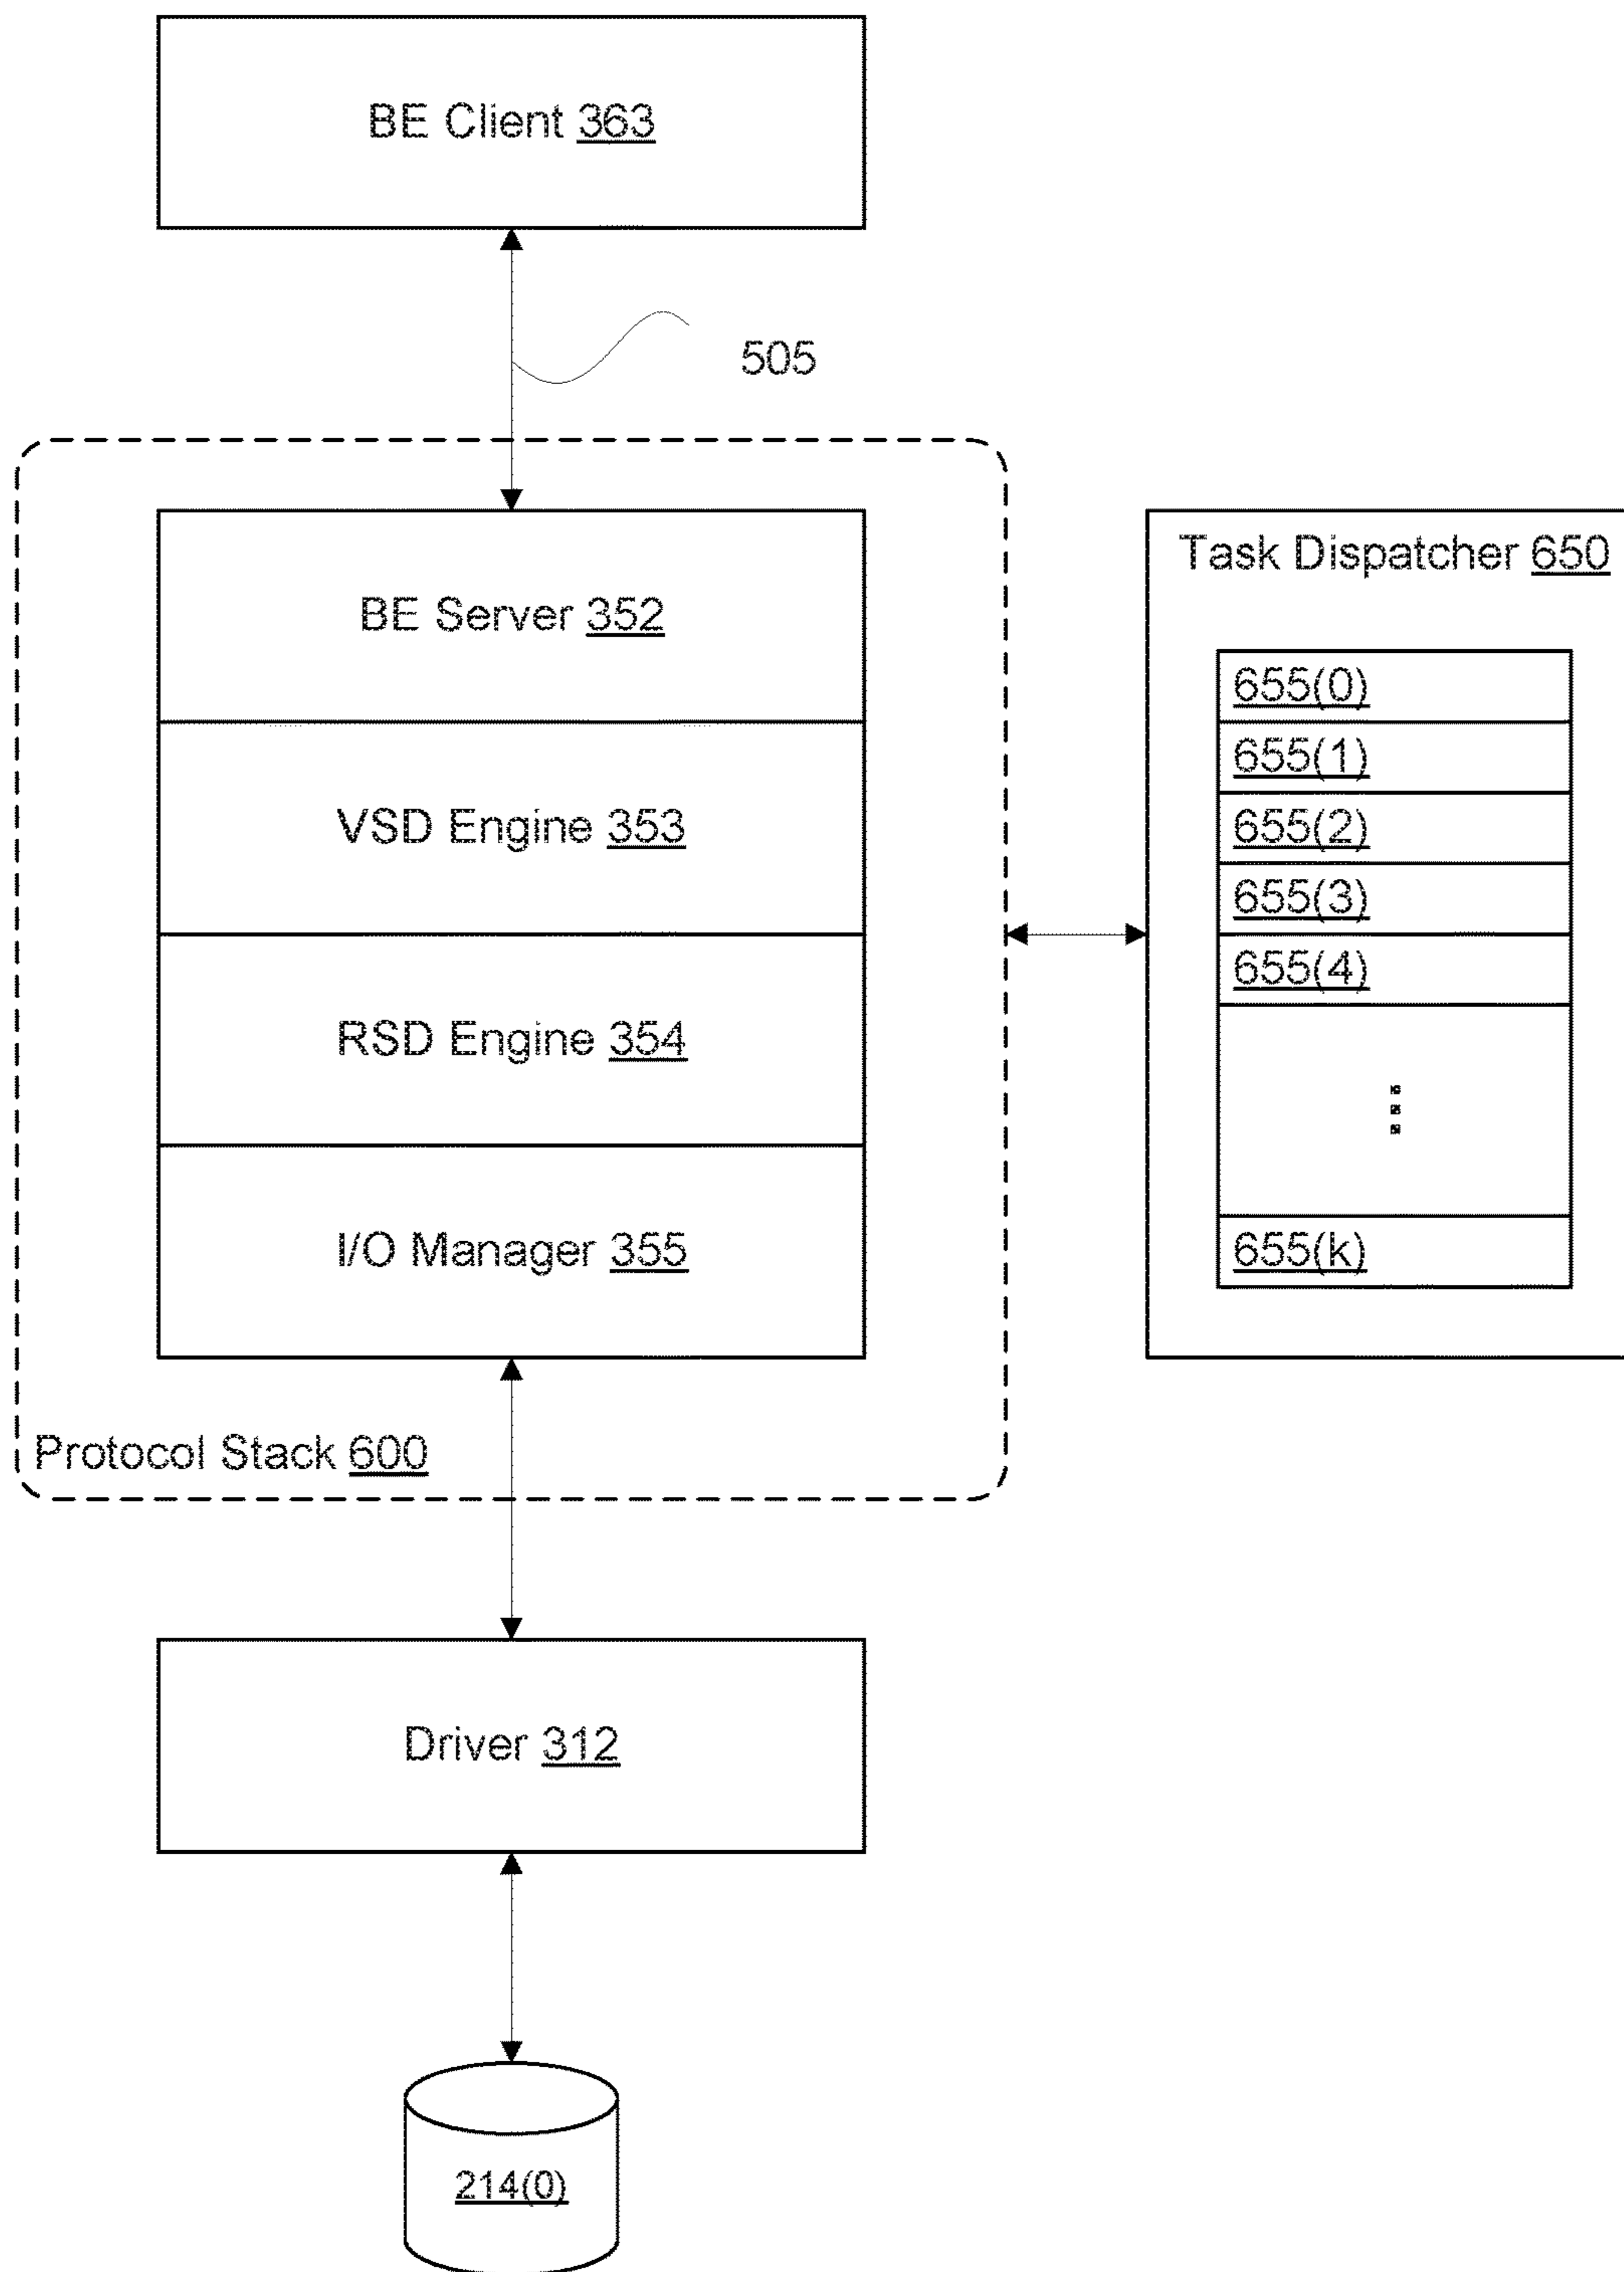 BE Client 363
505
BE Server 352
Task Dispatcher 650
655(0)
655(1)
655(2)
655(3)
655(4)
VSD Engine 353
RSD Engine 354
I/O Manager 355
655(k)
Protocol Stack 600
Driver 312
214(0)